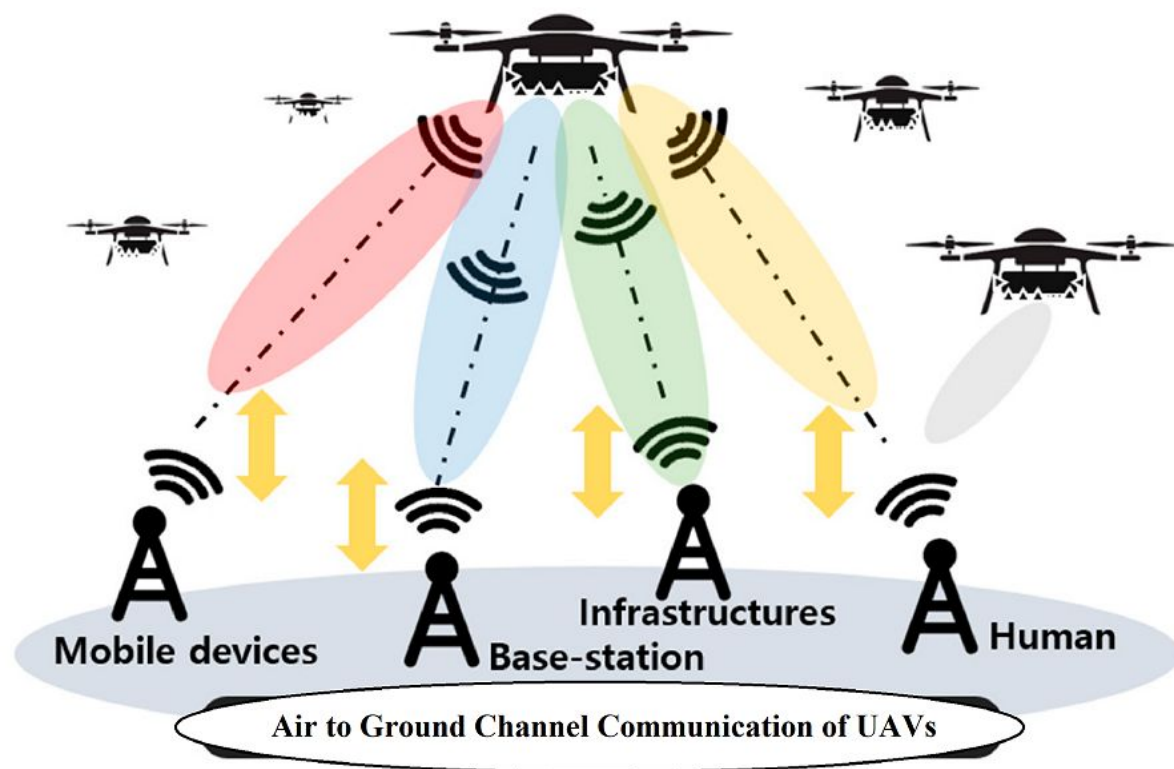 Infrastructures
Mobile devices
Base-station
Human
Air to Ground Channel Communication of UAVs